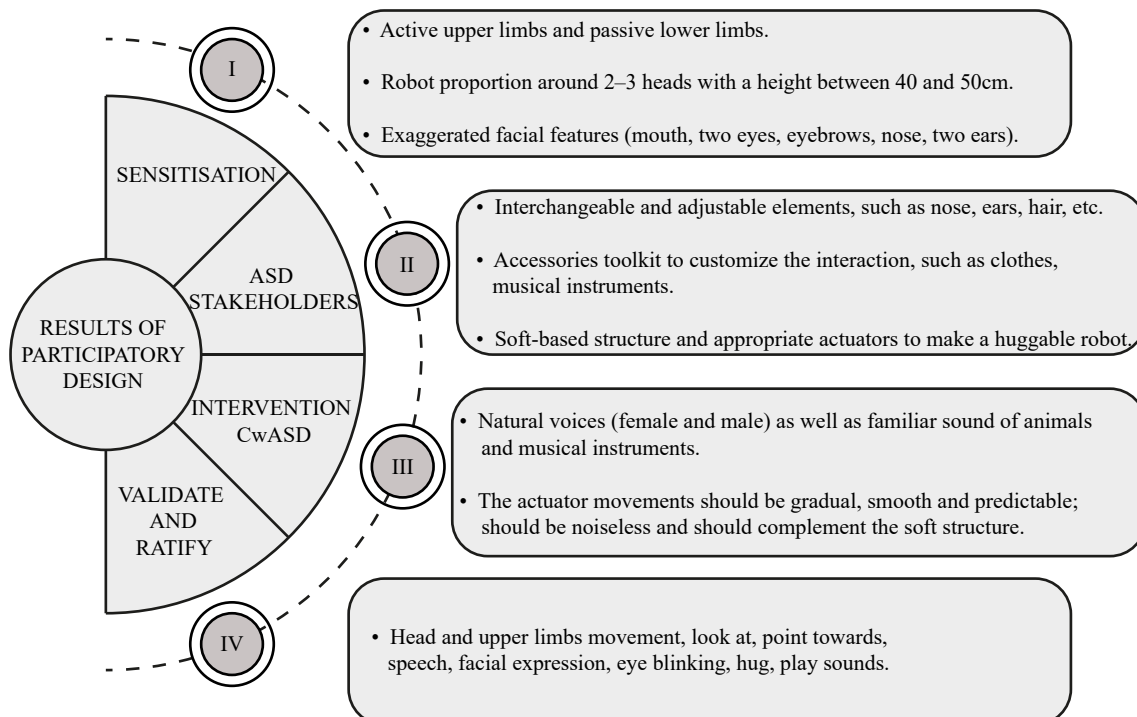 RESULTS OF
PARTICIPATORY
DESIGN
SENSITISATION
ASD
STAKEHOLDERS
INTERVENTION
CwASD
VALIDATE
AND
RATIFY
I
• Active upper limbs and passive lower limbs.
• Robot proportion around 2–3 heads with a height between 40 and 50cm.
• Exaggerated facial features (mouth, two eyes, eyebrows, nose, two ears).
II
• Interchangeable and adjustable elements, such as nose, ears, hair, etc.
• Accessories toolkit to customize the interaction, such as clothes,
musical instruments.
• Soft-based structure and appropriate actuators to make a huggable robot.
III
• Natural voices (female and male) as well as familiar sound of animals
and musical instruments.
• The actuator movements should be gradual, smooth and predictable;
should be noiseless and should complement the soft structure.
IV
• Head and upper limbs movement, look at, point towards,
speech, facial expression, eye blinking, hug, play sounds.